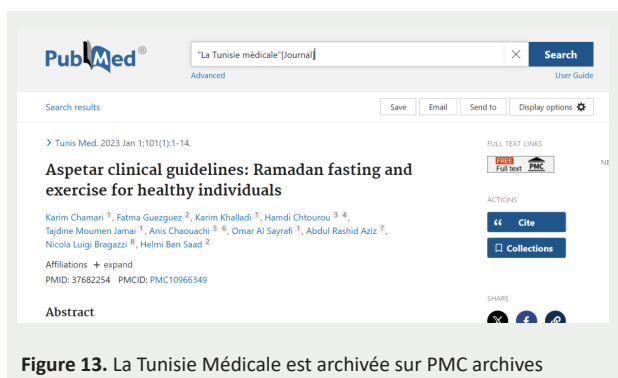 PubMed®
"La Tunisie médicale"[Journal]
Search
Advanced
User Guide
Search results
Save
Email
Send to
Display options
Tunis Med. 2023 Jan 1;101(1):1-14.
Aspetar clinical guidelines: Ramadan fasting and
exercise for healthy individuals
Karim Chamari 1, Fatma Guezguez 2, Karim Khalladi 1, Hamdi Chtourou 3 4,
Tajdine Moumen Jamai 1, Anis Chaouachi 5 6, Omar Al Sayrafi 1, Abdul Rashid Aziz 7,
Nicola Luigi Bragazzi 8, Helmi Ben Saad 2
Affiliations + expand
PMID: 37682254 PMCID: PMC10966349
Abstract
FULL TEXT LINKS
FREE
Full text PMC
NE
ACTIONS
Cite
Collections
SHARE
Figure 13. La Tunisie Médicale est archivée sur PMC archives